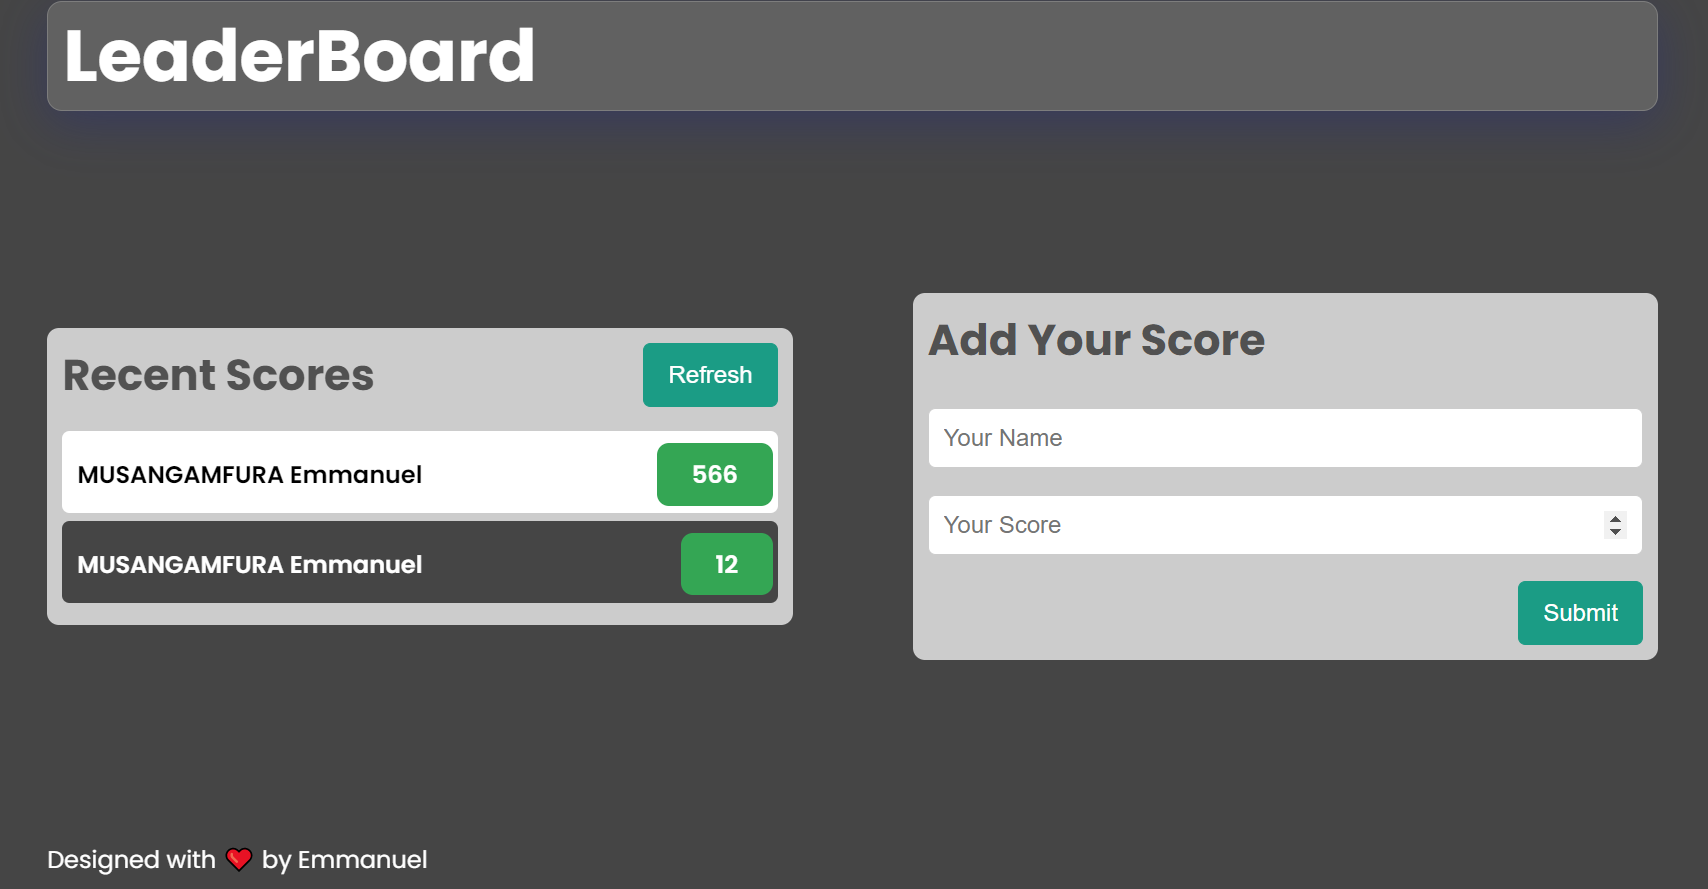 LeaderBoard
Recent Scores
Refresh
MUSANGAMFURA Emmanuel
566
MUSANGAMFURA Emmanuel
12
Add Your Score
Your Name
Your Score
Submit
Designed with ❤️ by Emmanuel